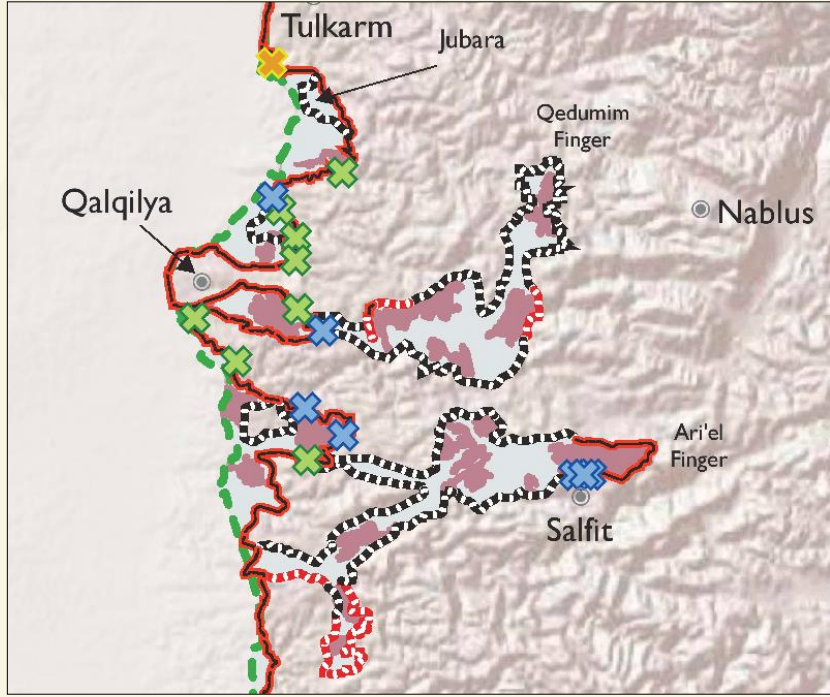 Tulkarm
Jubara
Qedumim
Finger
Qalqilya
Nablus
Ari'el
Finger
Salfit